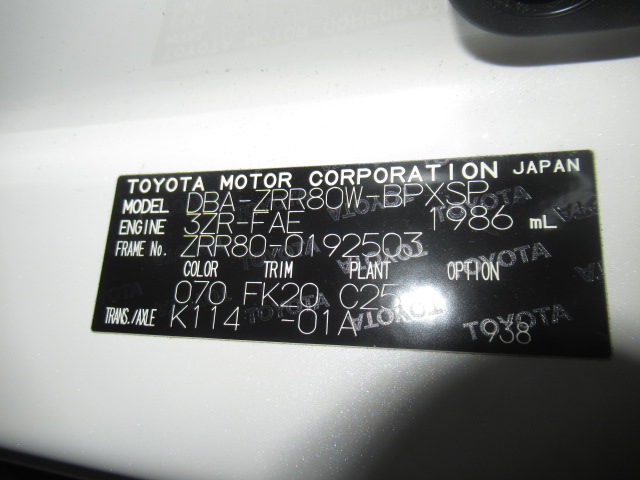 TOYOTA MOTOR CORPORATION JAPAN
MODEL DBA-ZRR80W-BPXSP
ENGINE 3ZR-FAE 1986 mL
FRAME No. ZRR80-0192503
COLOR TRIM PLANT OPTION
070 FK20 C25
TRANS./AXLE K114 -01A
938